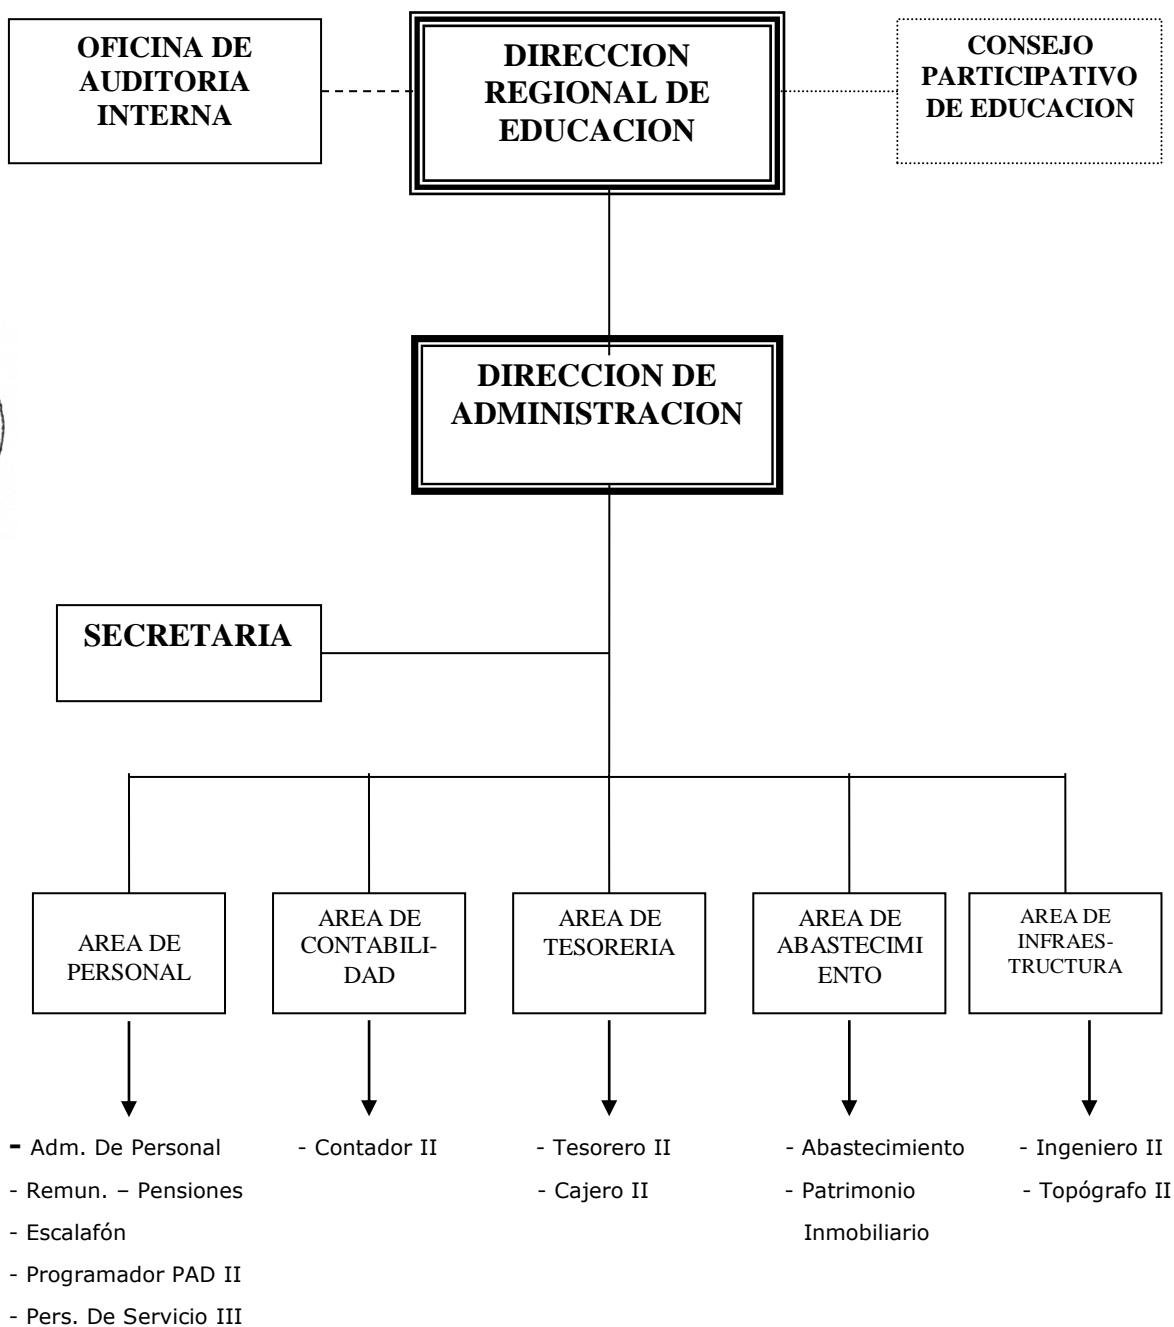 OFICINA DE
AUDITORIA
INTERNA
DIRECCION
REGIONAL DE
EDUCACION
CONSEJO
PARTICIPATIVO
DE EDUCACION
DIRECCION DE
ADMINISTRACION
SECRETARIA
AREA DE
PERSONAL
AREA DE
CONTABILI-
DAD
AREA DE
TESORERIA
AREA DE
ABASTECIMI
ENTO
AREA DE
INFRAES-
TRUCTURA
- Adm. De Personal
- Remun. – Pensiones
- Escalafón
- Programador PAD II
- Pers. De Servicio III
- Contador II
- Tesorero II
- Cajero II
- Abastecimiento
- Patrimonio
Inmobiliario
- Ingeniero II
- Topógrafo II